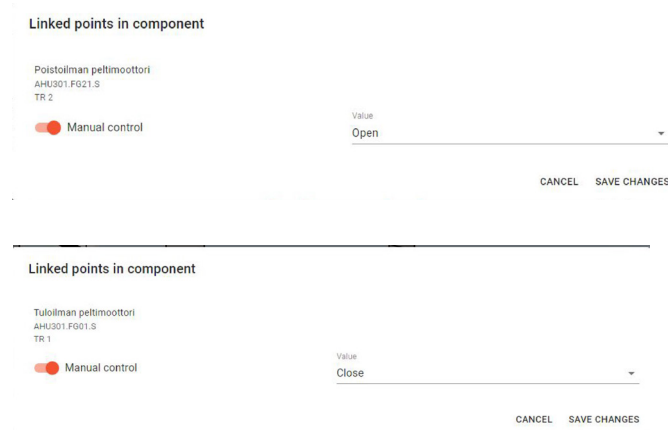 Linked points in component
Poistoilman peltimoottori
AHU301.FG21.S
TR 2
Manual control
Value
Open
CANCEL SAVE CHANGES
Linked points in component
Tuloilman peltimoottori
AHU301.FG01.S
TR 1
Manual control
Value
Close
CANCEL SAVE CHANGES